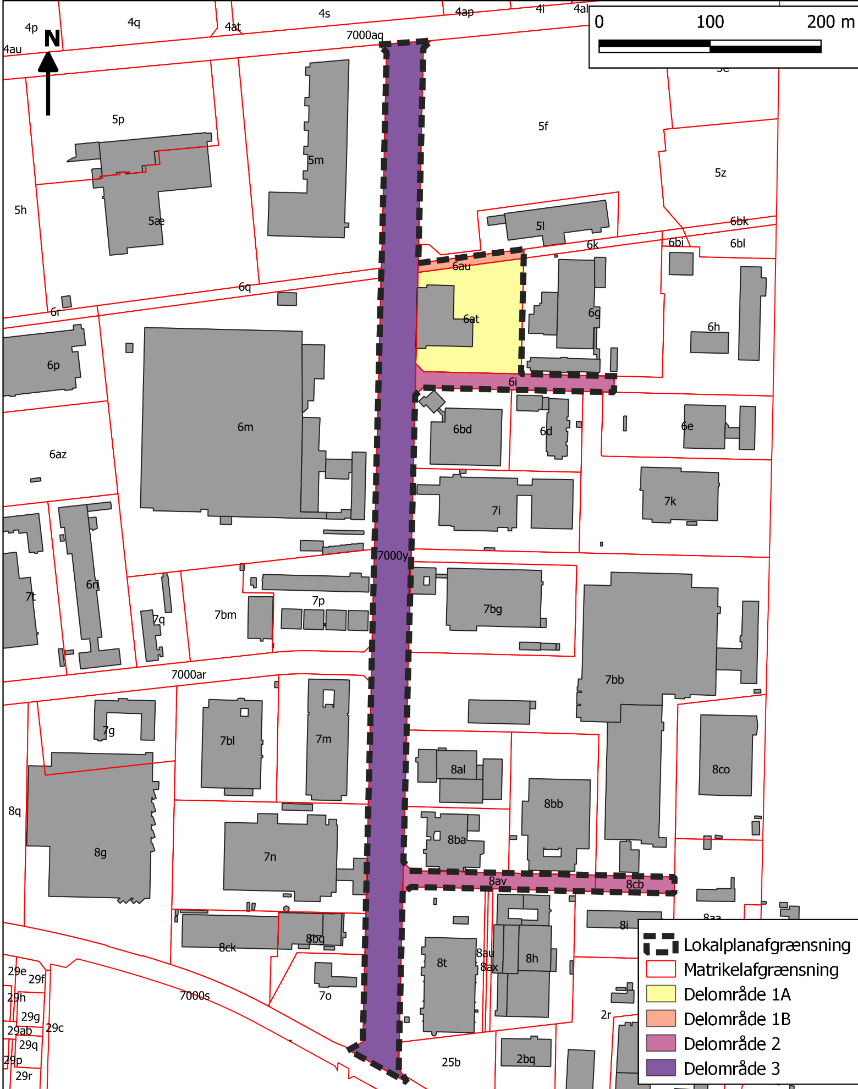 4p
4q
4at
4s
4ap
4l
4au
7000aq
N
0 100 200 m
5p
5f
5m
5z
5h
5æ
5l
6bk
6k
6bi
6bl
6au
6q
6r
6at
6g
6h
6p
6i
6m
6bd
6d
6e
6az
7i
7k
7000y
7t
6n
7q
7bm
7p
7bg
7bb
7000ar
7g
7bl
7m
8al
8co
8q
8bb
8g
7n
8ba
8av
8cb
8aa
8i
8ck
8bq
8t
8au
8ax
8h
7000s
7o
29e
29f
29h
29g
29ab
29c
29q
29p
29r
25b
2bq
2r
Lokalplanafgrænsning
Matrikelafgrænsning
Delområde 1A
Delområde 1B
Delområde 2
Delområde 3